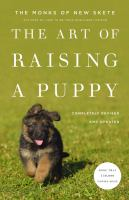 THE MONKS OF NEW SKETE
THE ART OF
RAISING
A PUPPY
COMPLETELY REVISED
AND UPDATED